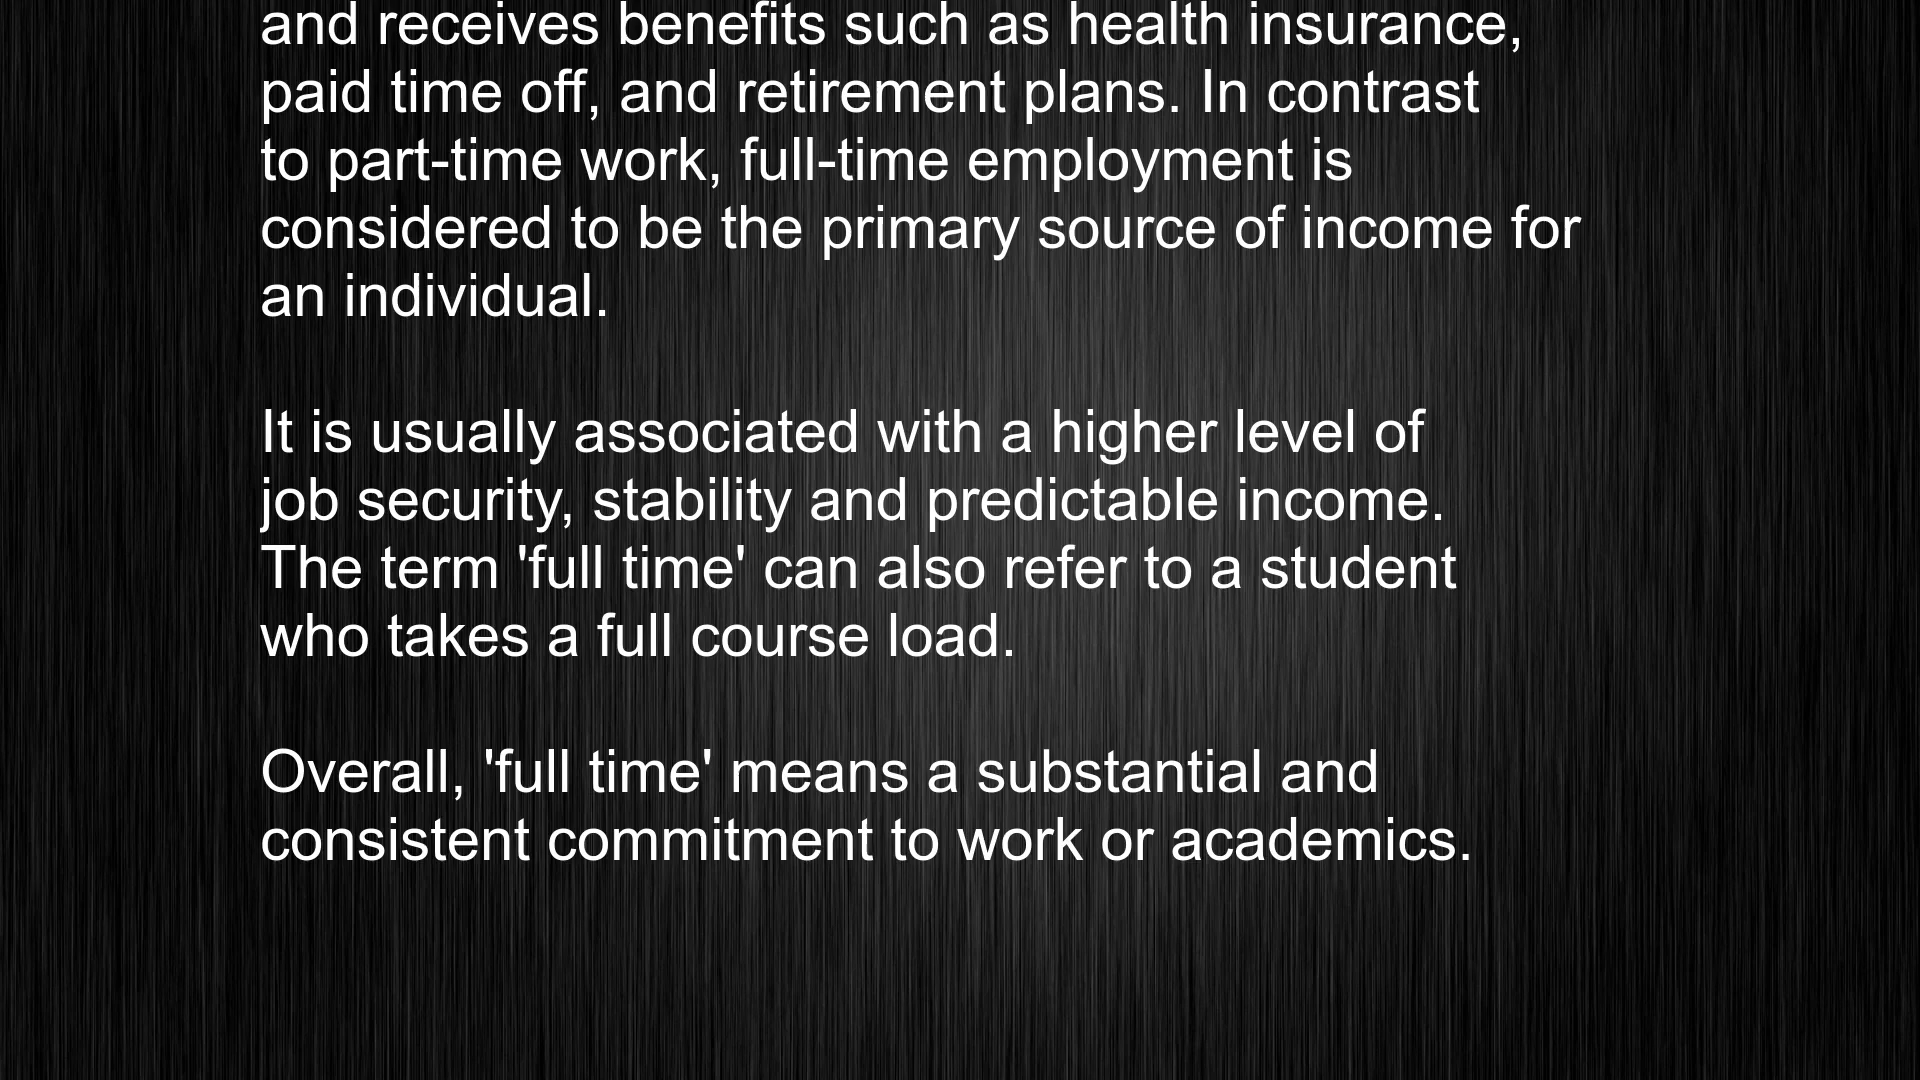 and receives benefits such as health insurance,
paid time off, and retirement plans. In contrast
to part-time work, full-time employment is
considered to be the primary source of income for
an individual.
It is usually associated with a higher level of
job security, stability and predictable income.
The term 'full time' can also refer to a student
who takes a full course load.
Overall, 'full time' means a substantial and
consistent commitment to work or academics.